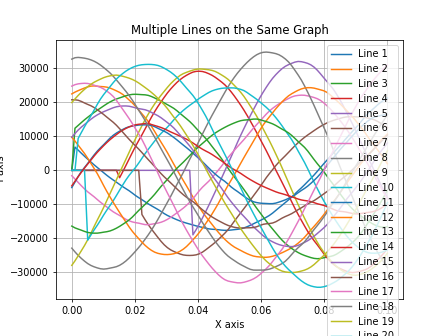 Multiple Lines on the Same Graph
30000
20000
10000
0
−10000
−20000
−30000
0.00
0.02
0.04
0.06
X axis
Line 1
Line 2
Line 3
Line 4
Line 5
Line 6
Line 7
Line 8
Line 9
Line 10
Line 11
Line 12
Line 13
Line 14
Line 15
Line 16
Line 17
Line 18
Line 19
Line 20